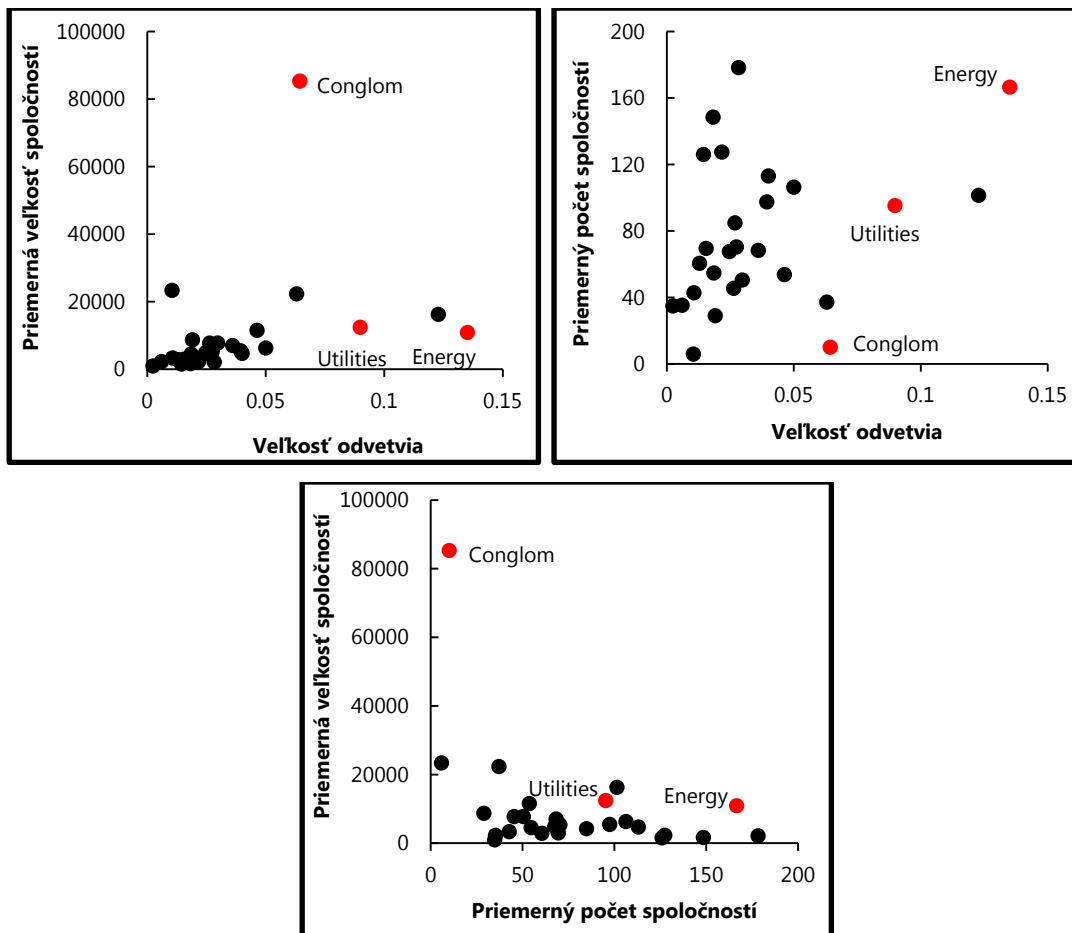 Priemerná veľkosť spoločností
100000
80000
60000
40000
20000
0
Conglom
Utilities
Energy
0
0.05
0.1
0.15
Veľkosť odvetvia
Priemerný počet spoločností
200
160
120
80
40
0
Energy
Utilities
Conglom
0
0.05
0.1
0.15
Veľkosť odvetvia
Priemerná veľkosť spoločností
100000
80000
60000
40000
20000
0
Conglom
Utilities
Energy
0
50
100
150
200
Priemerný počet spoločností